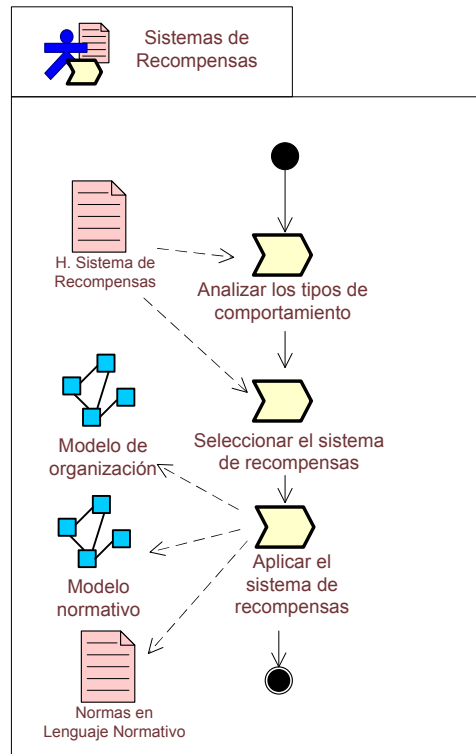 Sistemas de
Recompensas
H. Sistema de
Recompensas
Analizar los tipos de
comportamiento
Modelo de
organización
Seleccionar el sistema
de recompensas
Modelo
normativo
Aplicar el
sistema de
recompensas
Normas en
Lenguaje Normativo